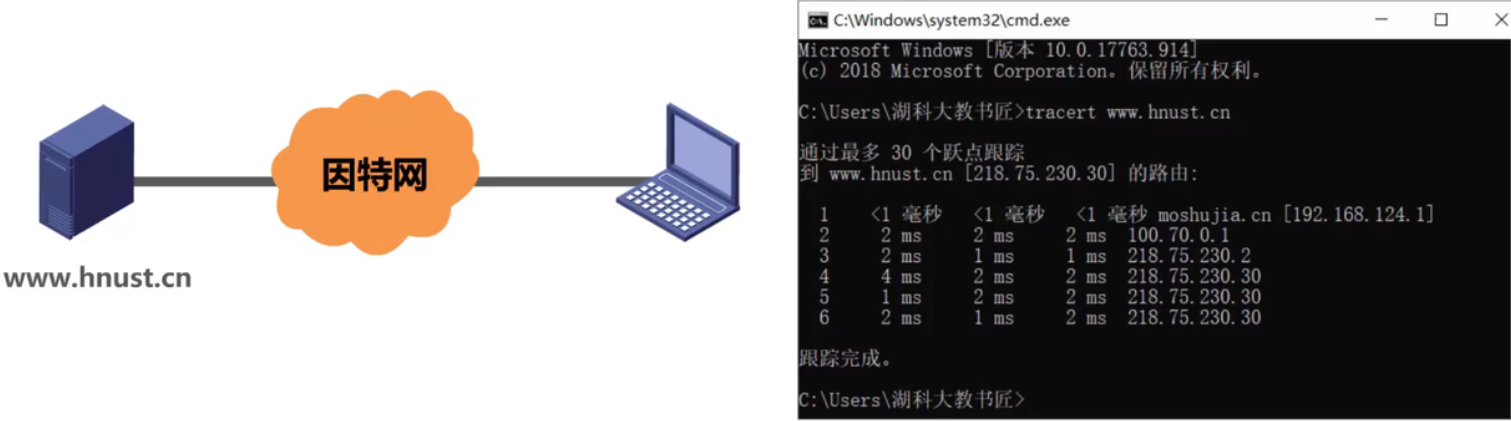 因特网
www.hnust.cn
C:\Windows\system32\cmd.exe
Microsoft Windows [版本 10.0.17763.914]
(c) 2018 Microsoft Corporation。保留所有权利。
C:\Users\湖科大教书匠>tracert www.hnust.cn
通过最多 30 个跃点跟踪
到 www.hnust.cn [218.75.230.30] 的路由:
1 <1 毫秒 <1 毫秒 <1 毫秒 moshujia.cn [192.168.124.1]
2 2 ms 2 ms 2 ms 100.70.0.1
3 2 ms 1 ms 1 ms 218.75.230.2
4 4 ms 2 ms 2 ms 218.75.230.30
5 1 ms 2 ms 2 ms 218.75.230.30
6 2 ms 1 ms 2 ms 218.75.230.30
跟踪完成。
C:\Users\湖科大教书匠>